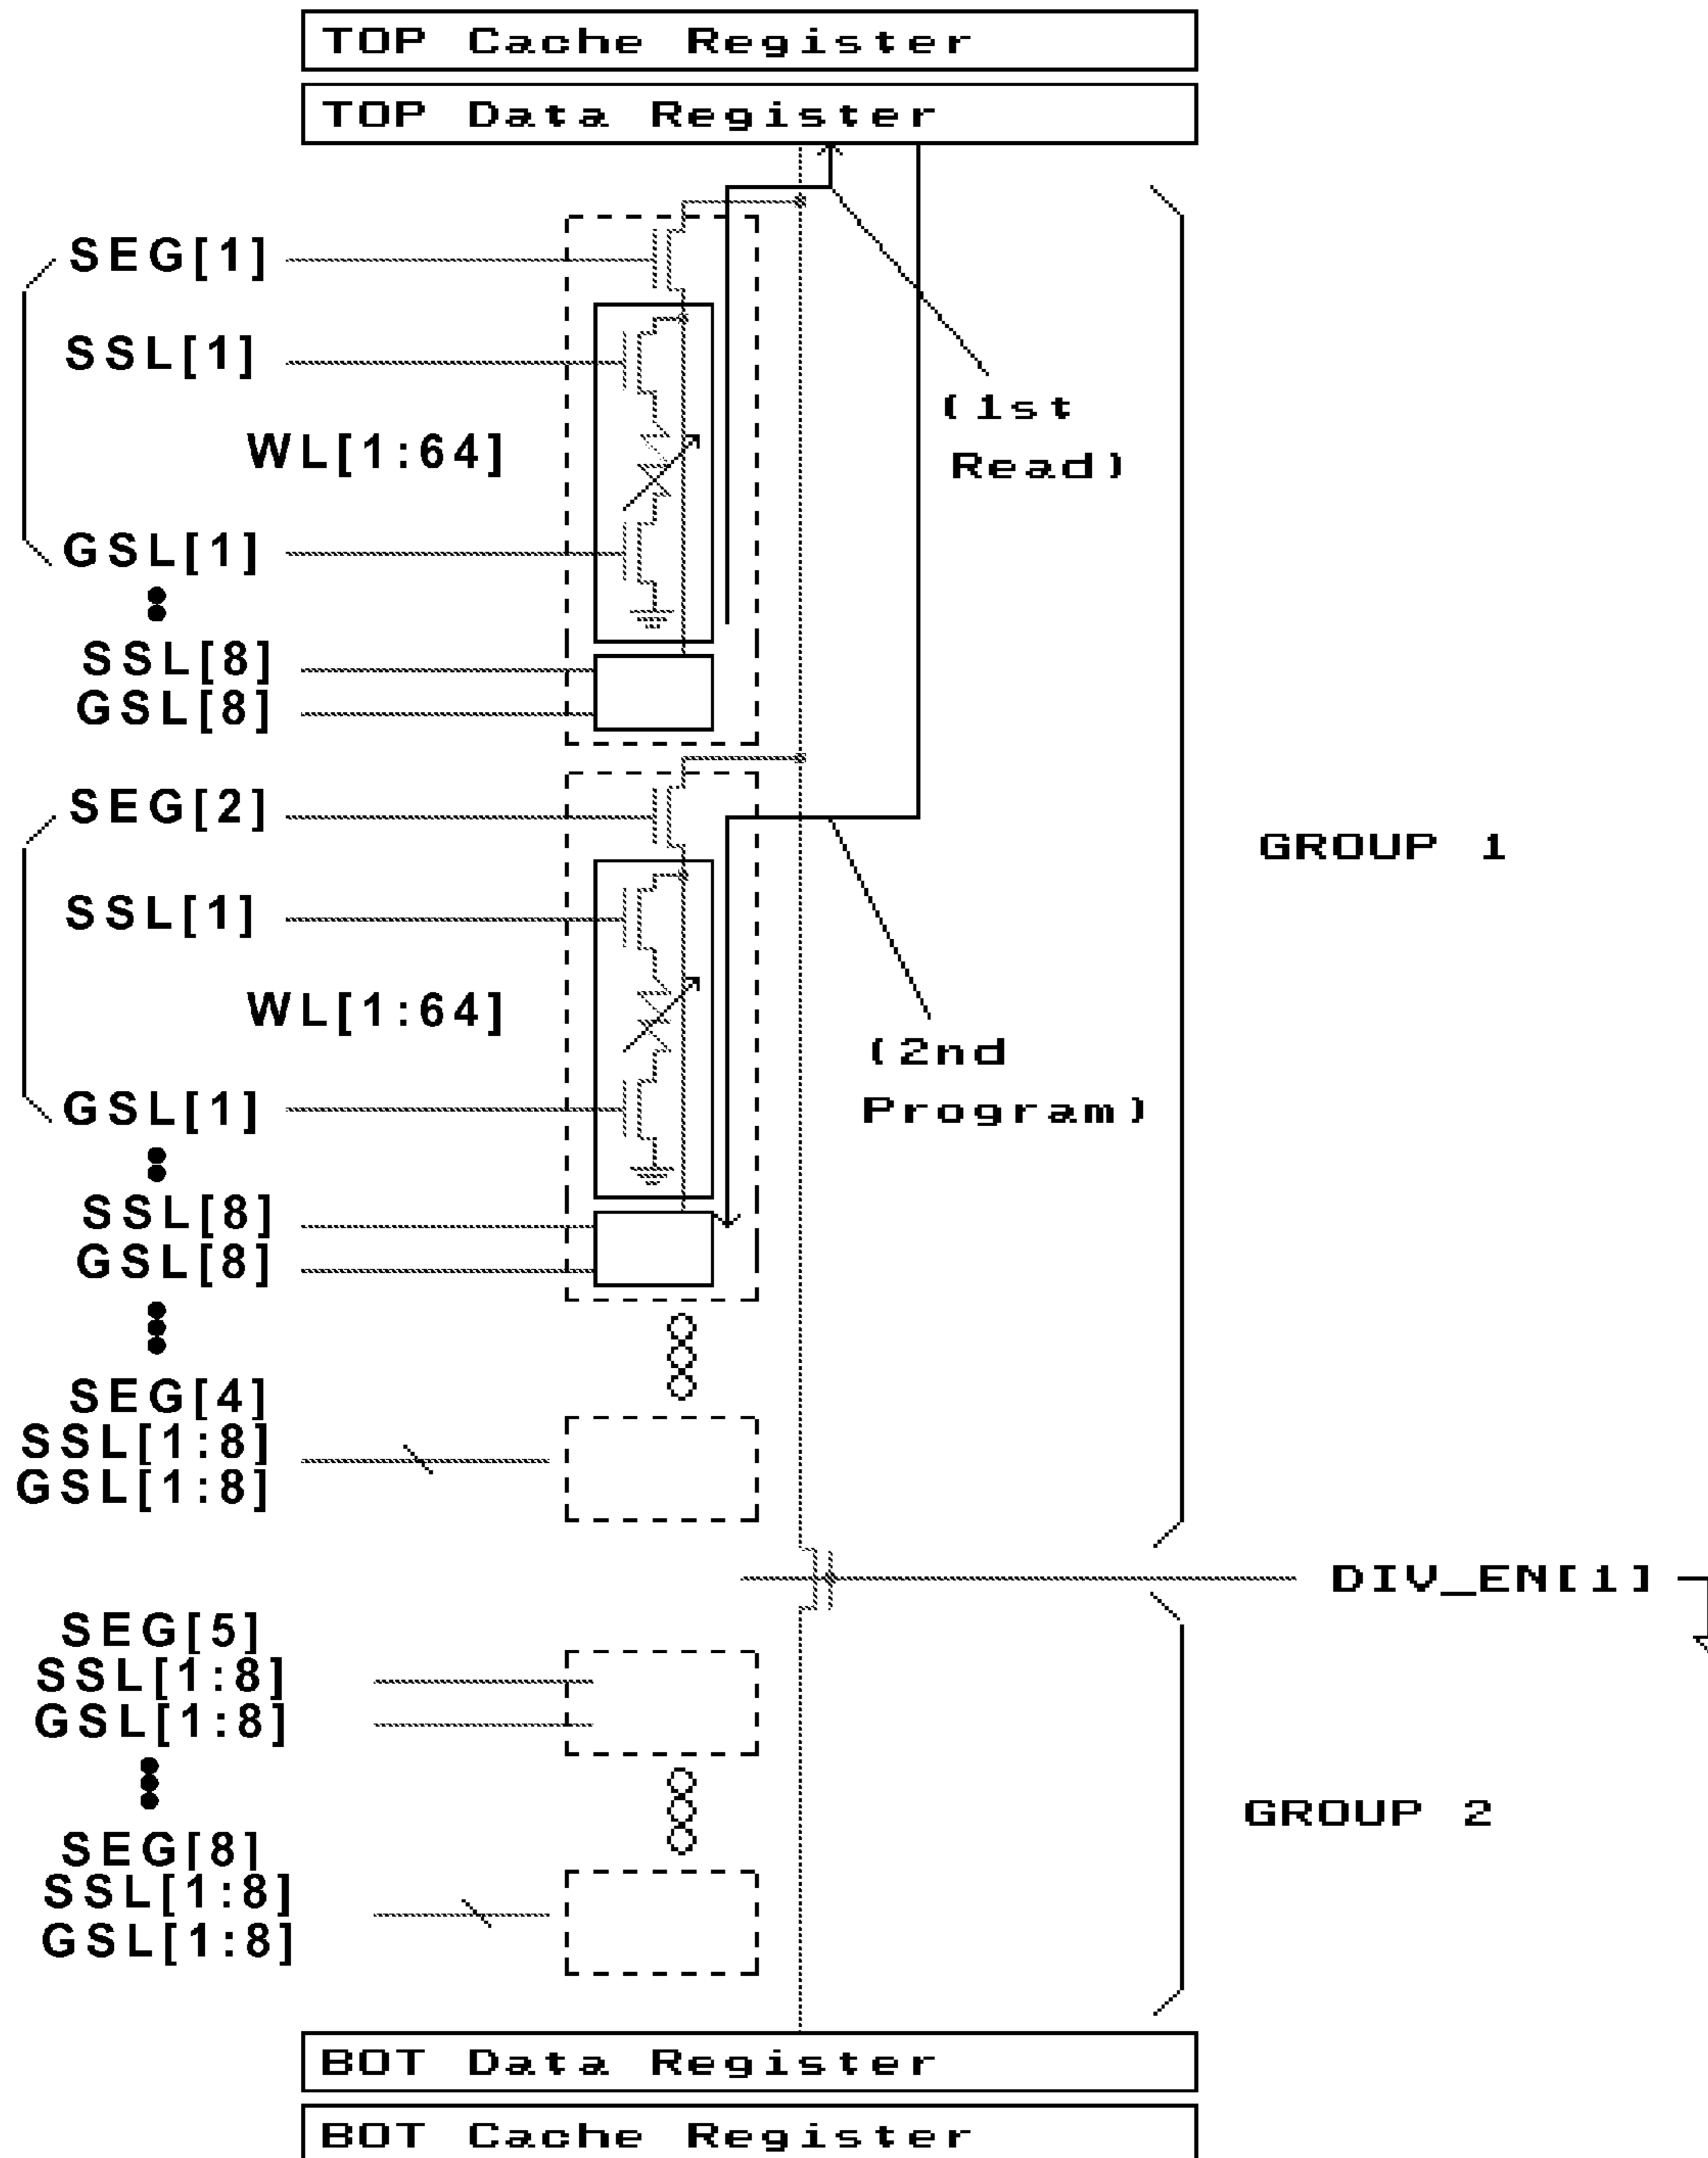 TOP Cache Register
TOP Data Register
SEG[1]
SSL[1]
(1st
Read)
WL[1:64]
GSL[1]
SSL[8]
GSL[8]
SEG[2]
GROUP 1
SSL[1]
WL[1:64]
(2nd
Program)
GSL[1]
SSL[8]
GSL[8]
SEG[4]
SSL[1:8]
GSL[1:8]
DIV_EN[1]
SEG[5]
SSL[1:8]
GSL[1:8]
GROUP 2
SEG[8]
SSL[1:8]
GSL[1:8]
BOT Data Register
BOT Cache Register